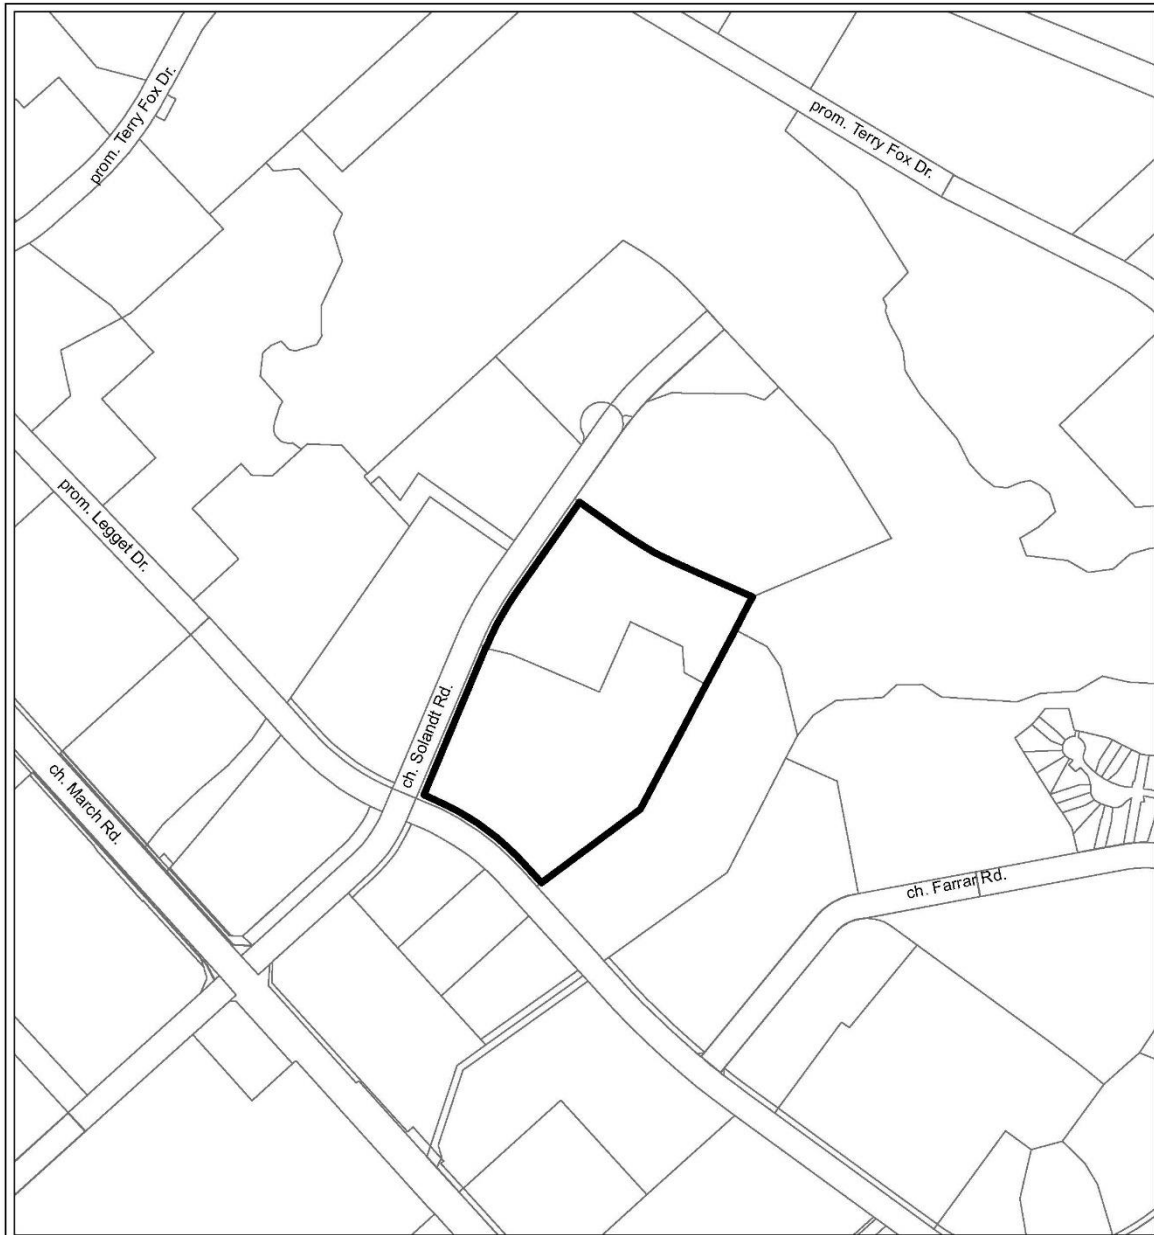 prom. Terry Fox Dr.
prom. Terry Fox Dr.
prom. Legget Dr.
ch. Solandt Rd.
ch. March Rd.
ch. Farrar Rd.